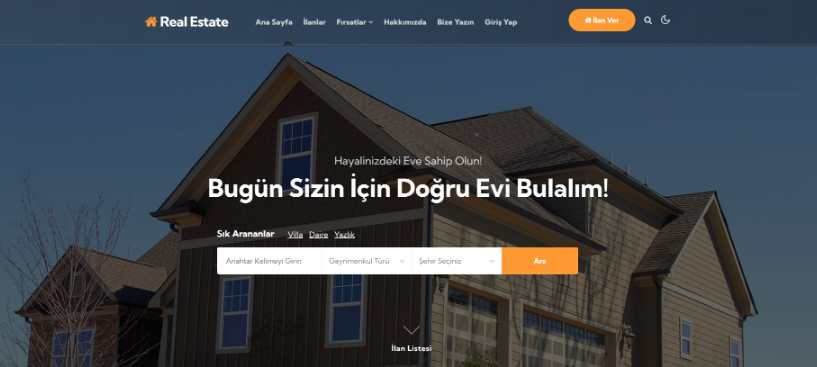 Real Estate
Ana Sayfa İlanlar Fırsatlar Hakkımızda Bize Yazın Giriş Yap
İlan Ver
Hayalinizdeki Eve Sahip Olun!
Bugün Sizin İçin Doğru Evi Bulalım!
Sık Arananlar Villa Daire Yazlık
Anahtar Kelimeyi Girin Gayrimenkul Türü Şehir Seçiniz Ara
İlan Listesi